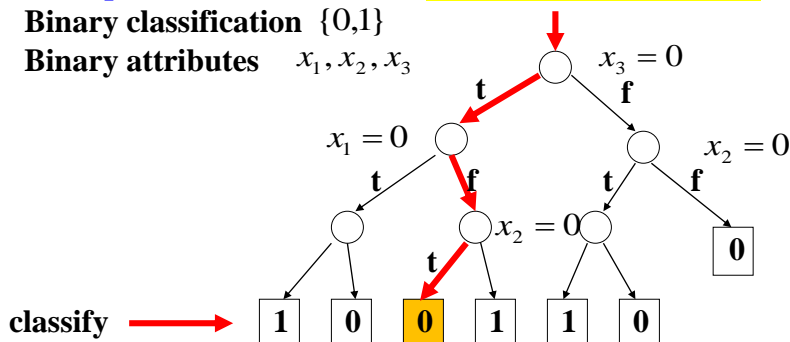 Binary classification {0,1}
Binary attributes x₁, x₂, x₃
x₃ = 0
t
f
x₁ = 0
x₂ = 0
t
f
t
f
x₂ = 0
t
0
classify
1
0
0
1
1
0